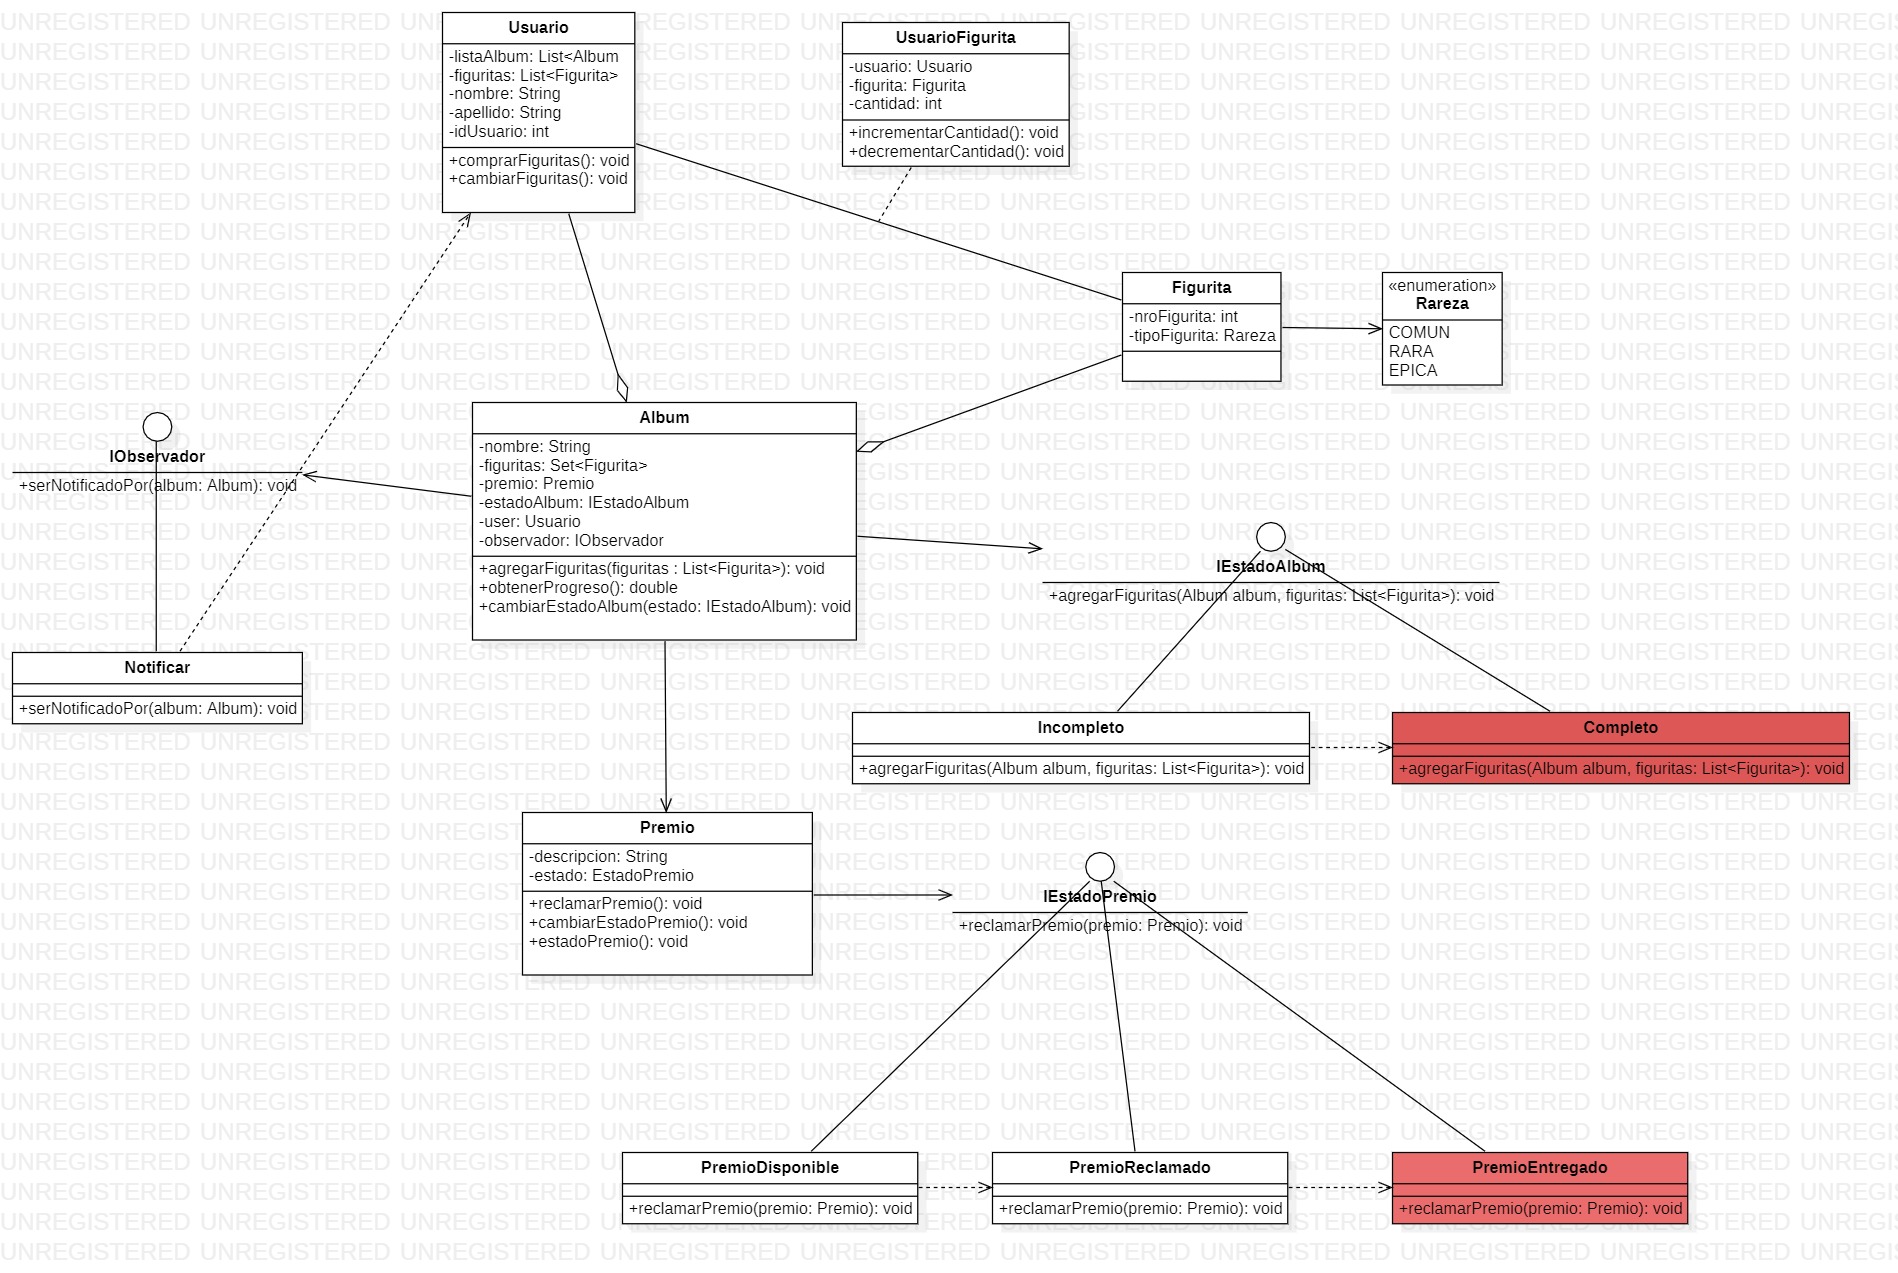 Usuario
-listaAlbum: List<Album
-figuritas: List<Figurita>
-nombre: String
-apellido: String
-idUsuario: int
+comprarFiguritas(): void
+cambiarFiguritas(): void
UsuarioFigurita
-usuario: Usuario
-figurita: Figurita
-cantidad: int
+incrementarCantidad(): void
+decrementarCantidad(): void
Figurita
-nroFigurita: int
-tipoFigurita: Rareza
«enumeration»
Rareza
COMUN
RARA
EPICA
IObservador
+serNotificadoPor(album: Album): void
Album
-nombre: String
-figuritas: Set<Figurita>
-premio: Premio
-estadoAlbum: IEstadoAlbum
-user: Usuario
-observador: IObservador
+agregarFiguritas(figuritas : List<Figurita>): void
+obtenerProgreso(): double
+cambiarEstadoAlbum(estado: IEstadoAlbum): void
IEstadoAlbum
+agregarFiguritas(Album album, figuritas: List<Figurita>): void
Notificar
+serNotificadoPor(album: Album): void
Incompleto
+agregarFiguritas(Album album, figuritas: List<Figurita>): void
Completo
+agregarFiguritas(Album album, figuritas: List<Figurita>): void
Premio
-descripcion: String
-estado: EstadoPremio
+reclamarPremio(): void
+cambiarEstadoPremio(): void
+estadoPremio(): void
IEstadoPremio
+reclamarPremio(premio: Premio): void
PremioDisponible
+reclamarPremio(premio: Premio): void
PremioReclamado
+reclamarPremio(premio: Premio): void
PremioEntregado
+reclamarPremio(premio: Premio): void
UNREGISTERED